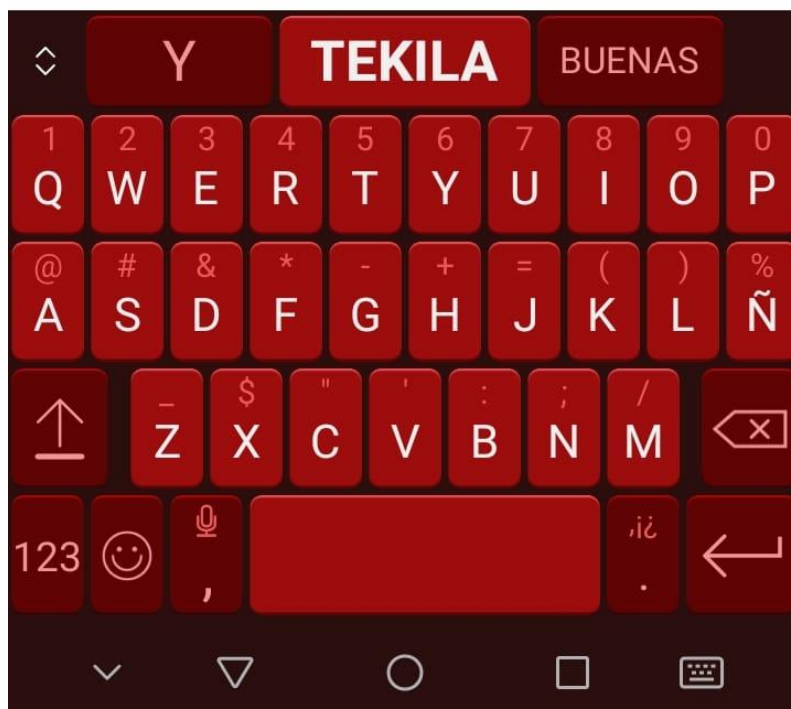 Y TEKILA BUENAS
1 2 3 4 5 6 7 8 9 0
Q W E R T Y U I O P
@ # & * - + = ( ) %
A S D F G H J K L Ñ
_ $ " ' : ; /
Z X C V B N M
,¡¿
123 , .